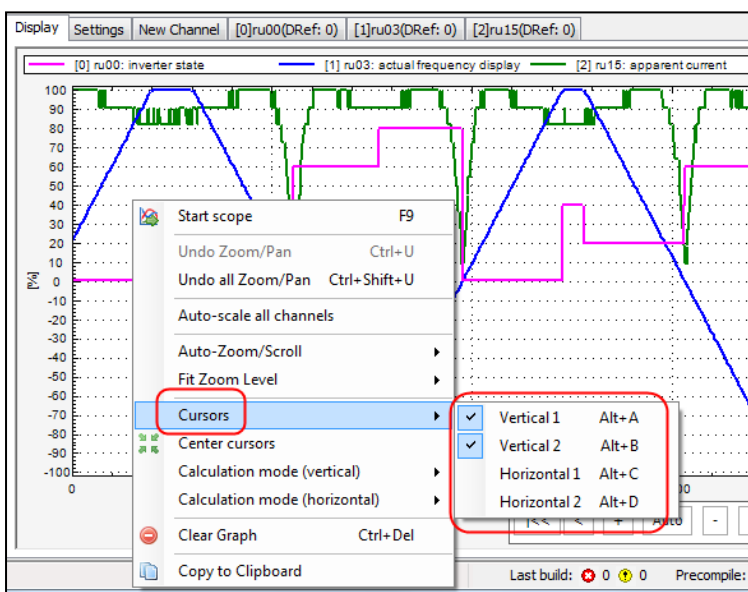 Display Settings New Channel [0]ru00(DRef: 0) [1]ru03(DRef: 0) [2]ru15(DRef: 0)
[0] ru00: inverter state [1] ru03: actual frequency display [2] ru15: apparent current
100
90
80
70
60
50
40
30
20
10
0
-10
-20
-30
-40
-50
-60
-70
-80
-90
-100
[%]
0
Start scope F9
Undo Zoom/Pan Ctrl+U
Undo all Zoom/Pan Ctrl+Shift+U
Auto-scale all channels
Auto-Zoom/Scroll
Fit Zoom Level
Cursors
Center cursors
Calculation mode (vertical)
Calculation mode (horizontal)
Clear Graph Ctrl+Del
Copy to Clipboard
Vertical 1 Alt+A
Vertical 2 Alt+B
Horizontal 1 Alt+C
Horizontal 2 Alt+D
|<< < + Auto -
Last build: 0 0 Precompile: